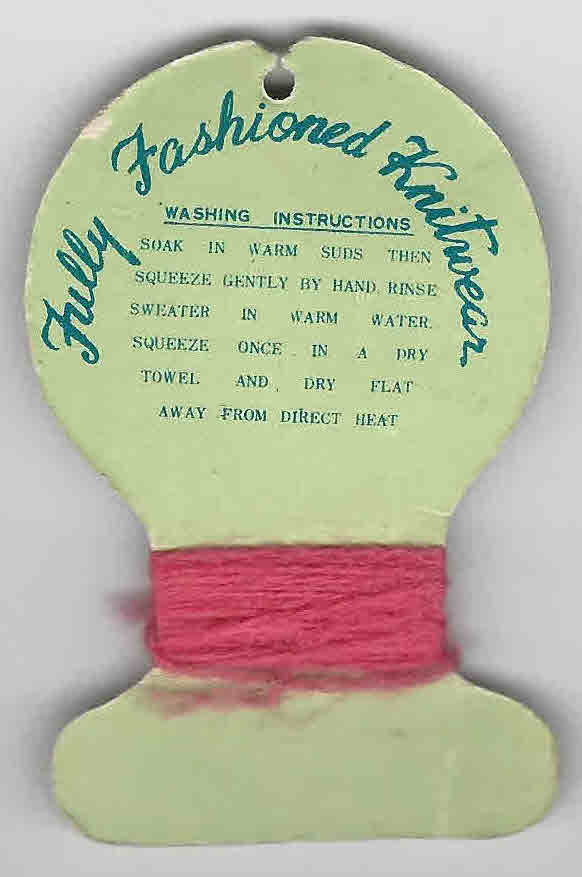 Fully Fashioned Knitwear
WASHING INSTRUCTIONS
SOAK IN WARM SUDS THEN
SQUEEZE GENTLY BY HAND. RINSE
SWEATER IN WARM WATER.
SQUEEZE ONCE IN A DRY
TOWEL AND DRY FLAT
AWAY FROM DIRECT HEAT